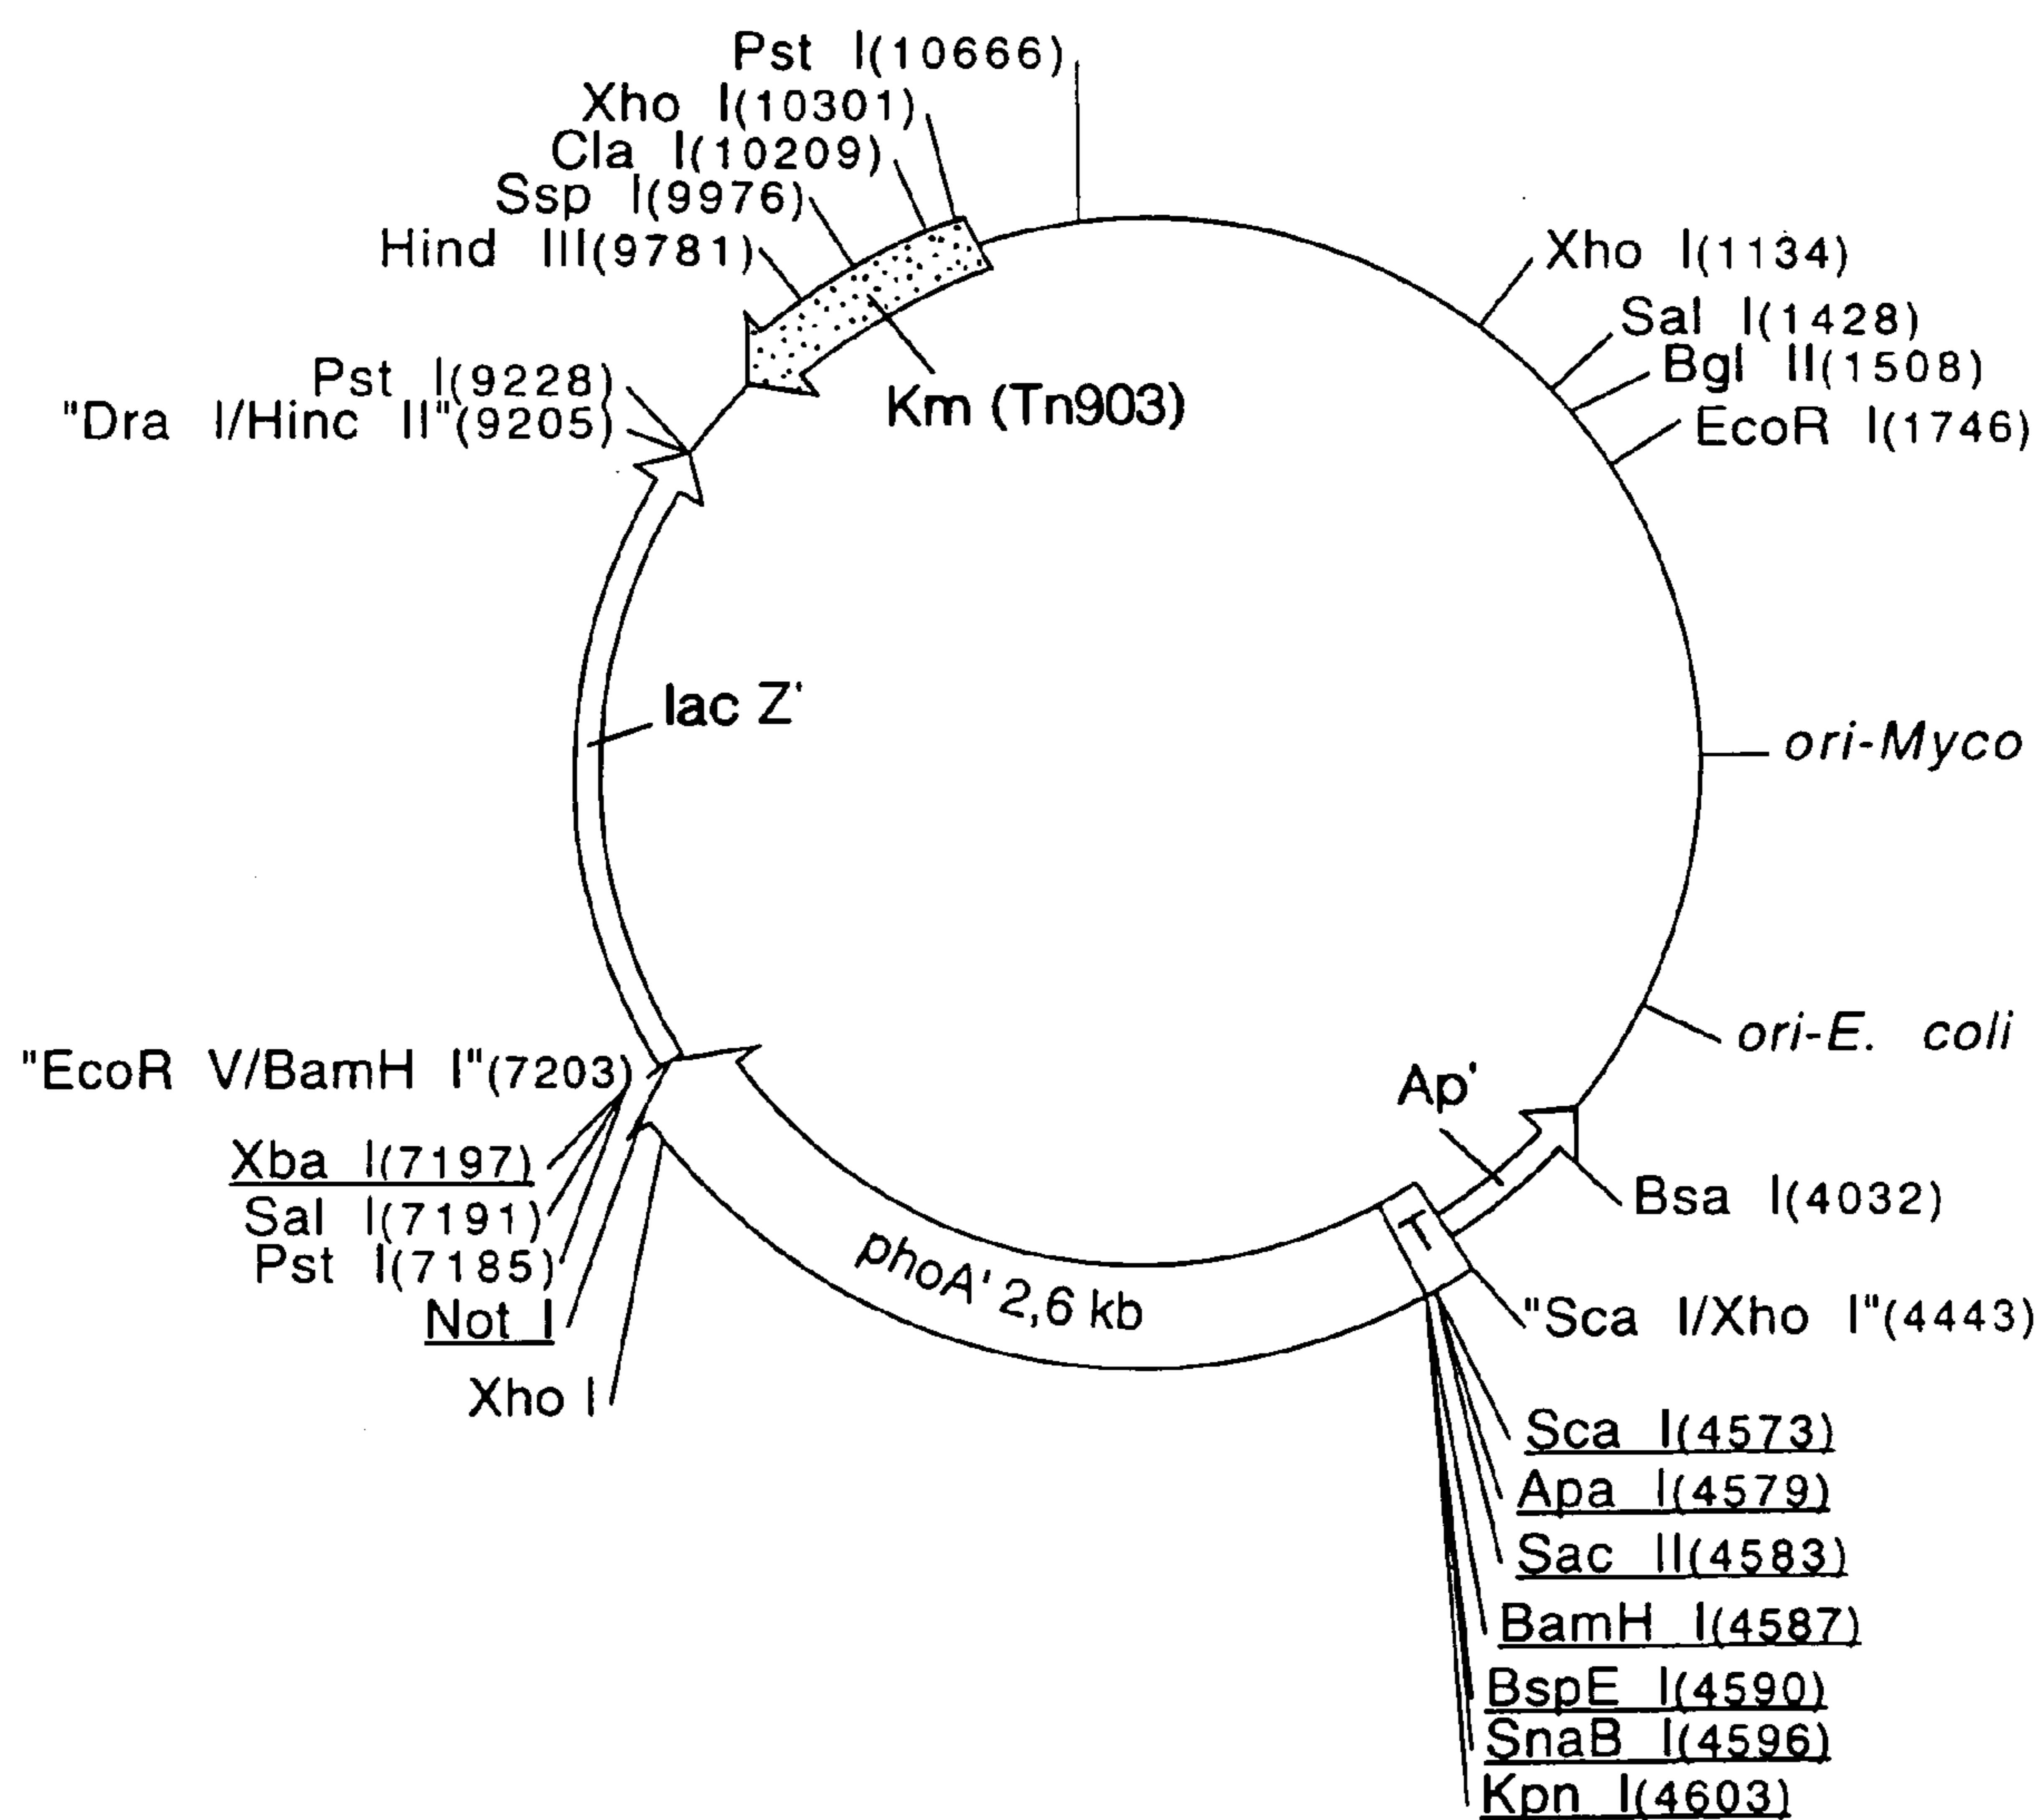 Pst I(10666)
Xho I(10301)
Cla I(10209)
Ssp I(9976)
Hind III(9781)
Pst I(9228)
"Dra I/Hinc II"(9205)
Km (Tn903)
Xho I(1134)
Sal I(1428)
Bgl II(1508)
EcoR I(1746)
lac Z'
ori-Myco
ori-E. coli
Ap'
Bsa I(4032)
T
"Sca I/Xho I"(4443)
"EcoR V/BamH I"(7203)
Xba I(7197)
Sal I(7191)
Pst I(7185)
Not I
Xho I
phoA' 2,6 kb
Sca I(4573)
Apa I(4579)
Sac II(4583)
BamH I(4587)
BspE I(4590)
SnaB I(4596)
Kpn I(4603)